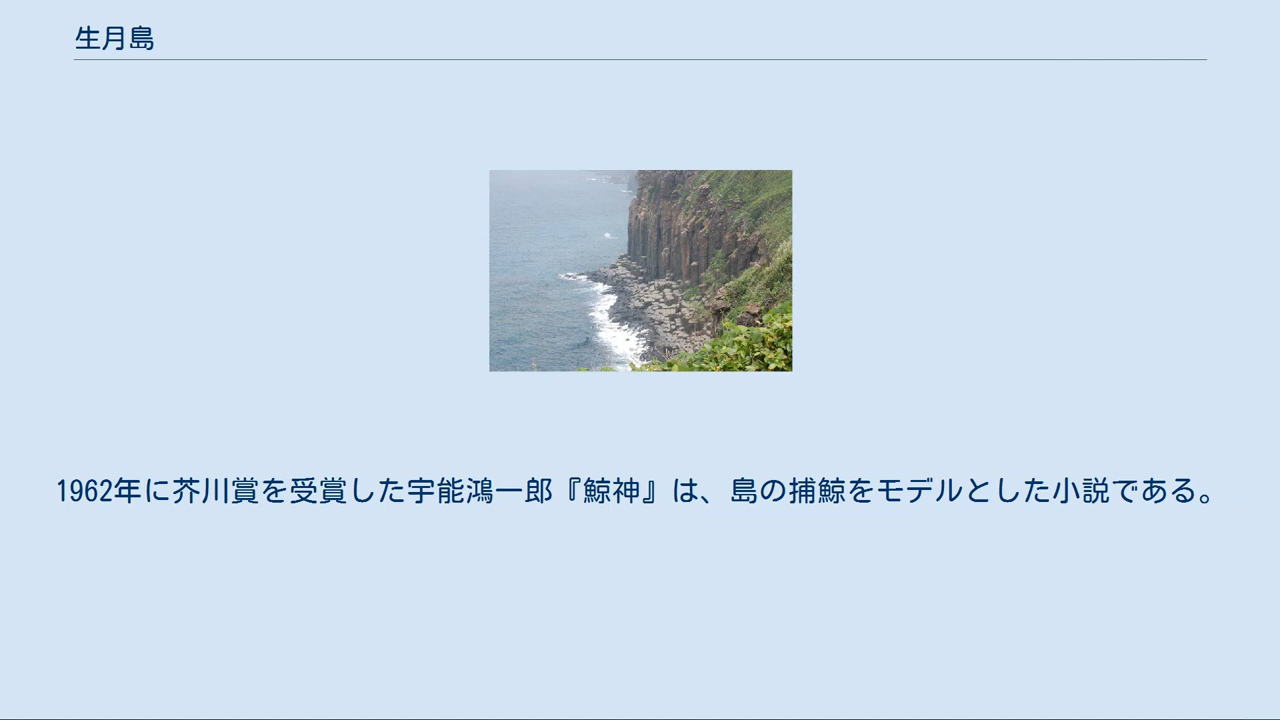 生月島
1962年に芥川賞を受賞した宇能鴻一郎『鯨神』は、島の捕鯨をモデルとした小説である。